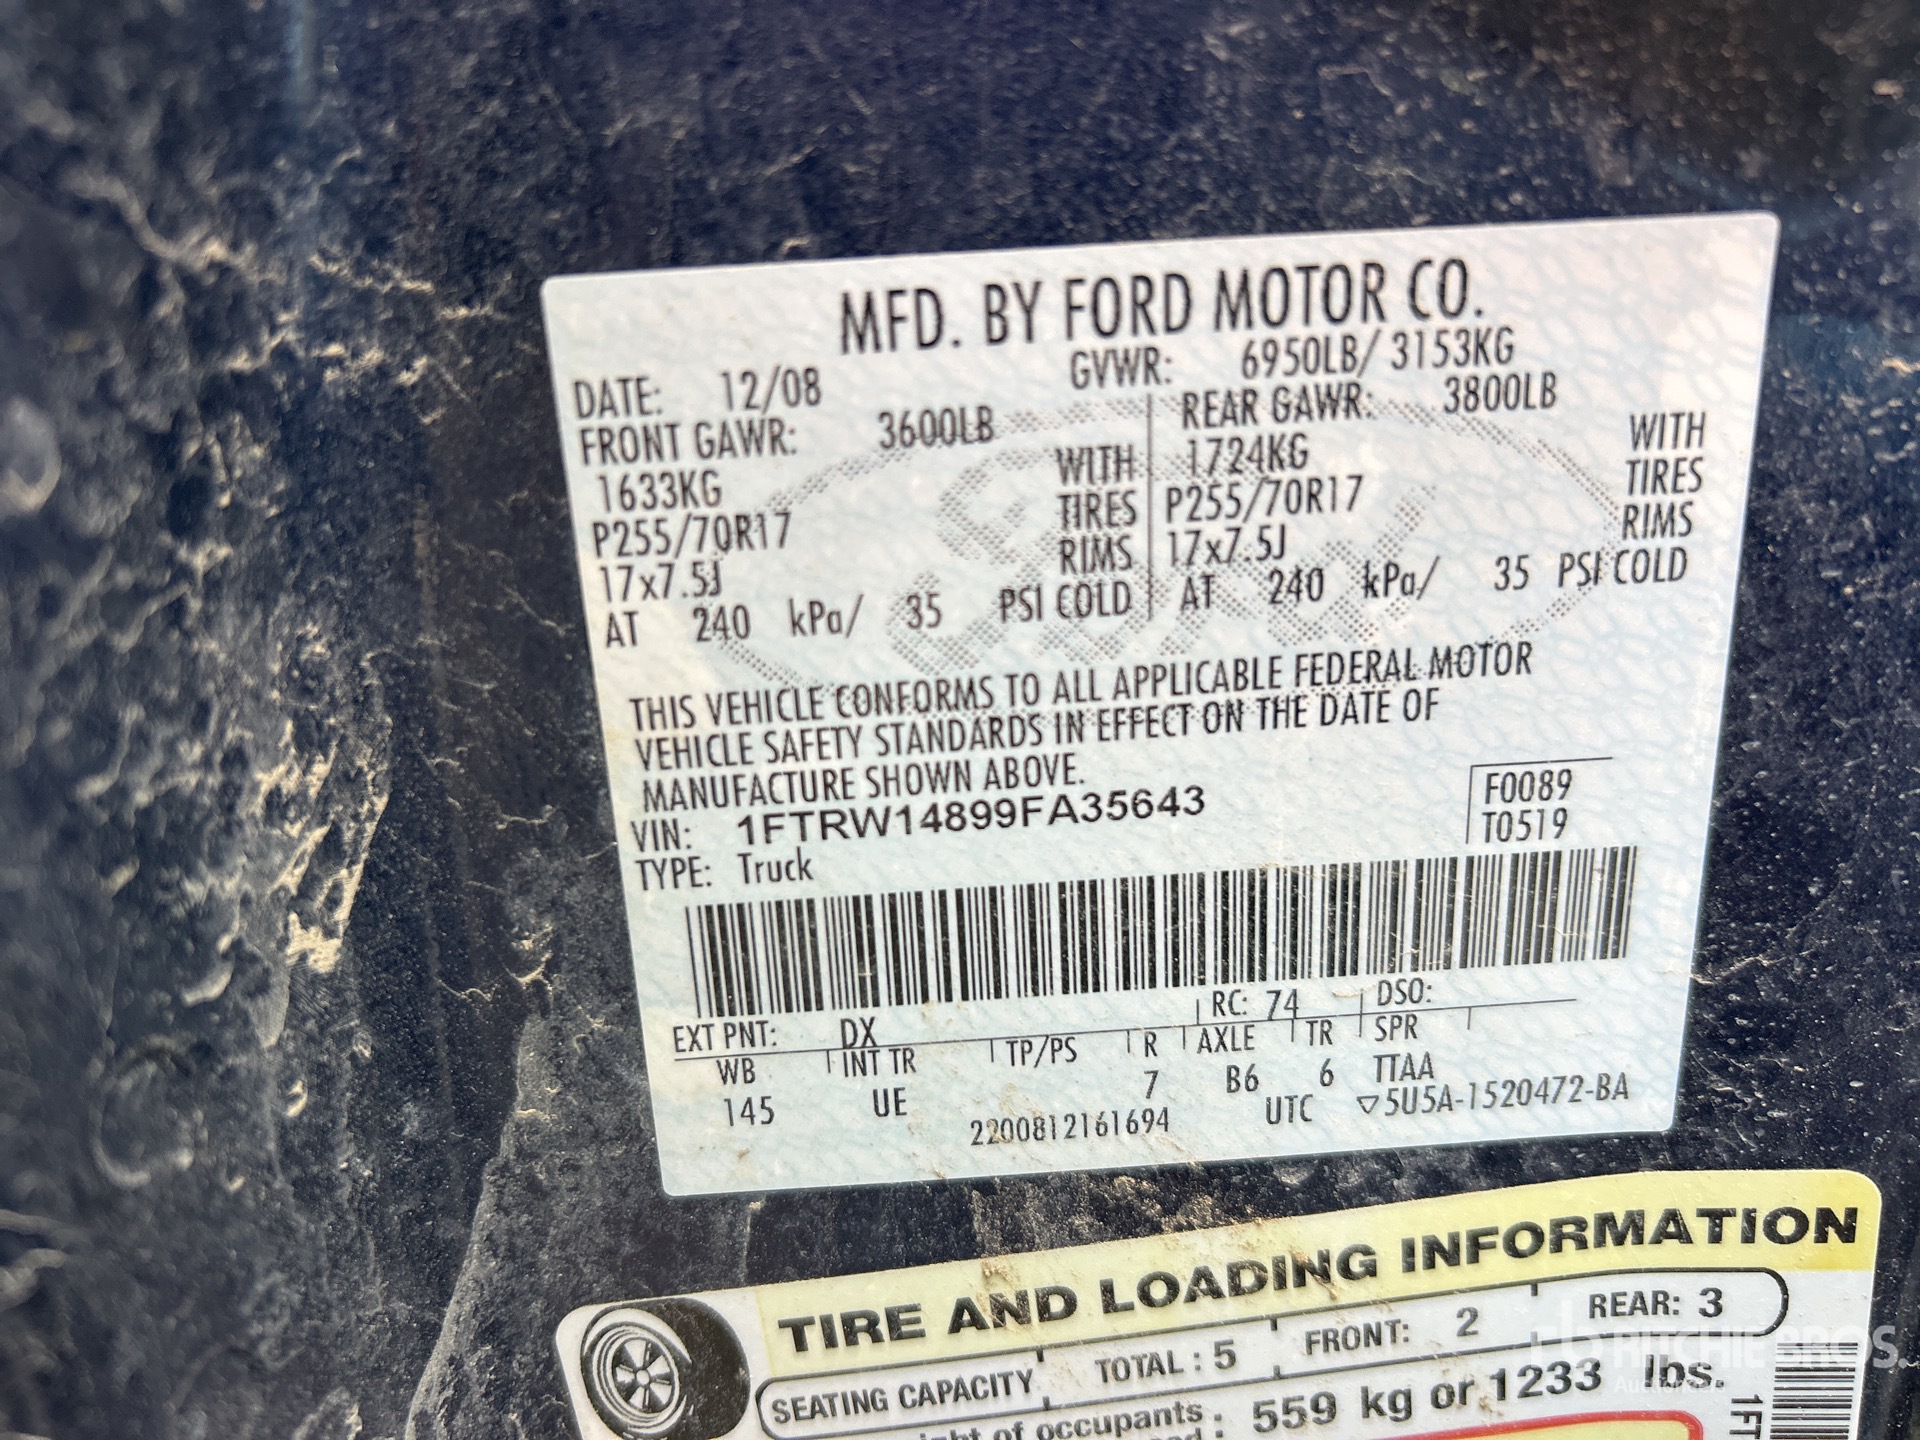 MFD. BY FORD MOTOR CO.
DATE: 12/08 GVWR: 6950LB/ 3153KG
FRONT GAWR: 3600LB REAR GAWR: 3800LB
1633KG WITH 1724KG WITH
P255/70R17 TIRES P255/70R17 TIRES
17x7.5J RIMS 17x7.5J RIMS
AT 240 kPa/ 35 PSI COLD AT 240 kPa/ 35 PSI COLD
THIS VEHICLE CONFORMS TO ALL APPLICABLE FEDERAL MOTOR
VEHICLE SAFETY STANDARDS IN EFFECT ON THE DATE OF
MANUFACTURE SHOWN ABOVE.
VIN: 1FTRW14899FA35643 F0089
TYPE: Truck T0519
EXT PNT: DX RC: 74 DSO:
WB INT TR TP/PS R AXLE TR SPR
145 UE 7 B6 6 TTAA
2200812161694 UTC ▽5U5A-1520472-BA
TIRE AND LOADING INFORMATION
SEATING CAPACITY TOTAL : 5 FRONT: 2 REAR: 3
of occupants : 559 kg or 1233 lbs.
1FT
RITCHIE BROS.